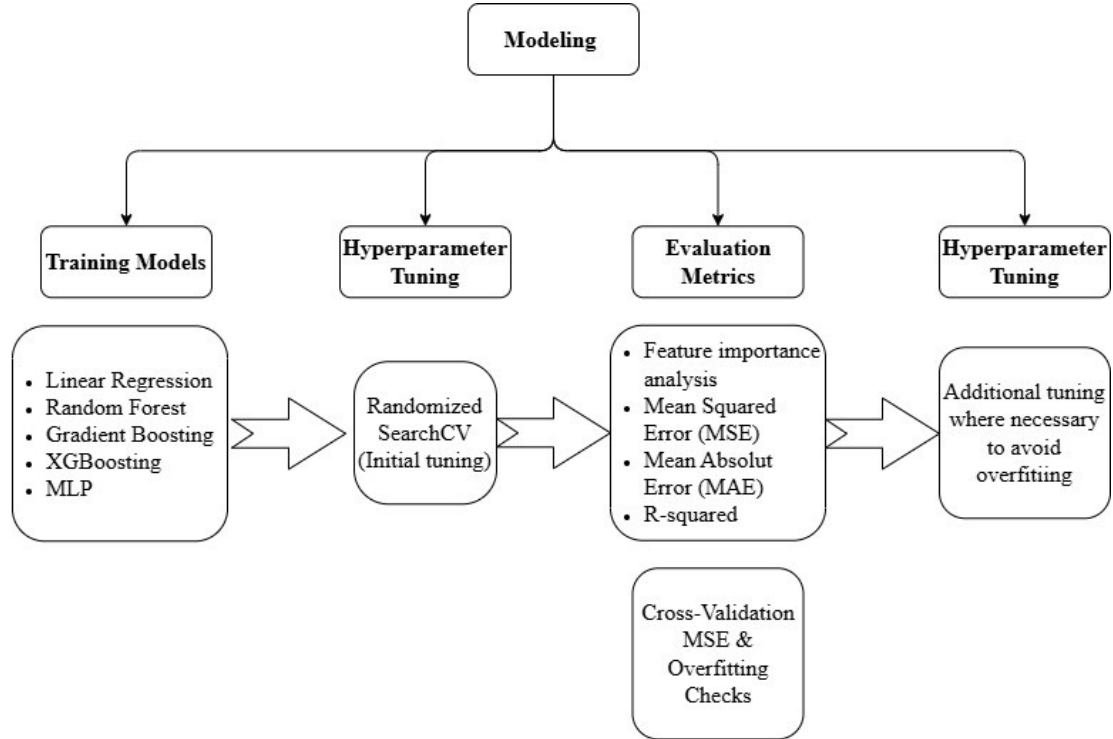 Modeling
Training Models
Hyperparameter
Tuning
Evaluation
Metrics
Hyperparameter
Tuning
• Linear Regression
• Random Forest
• Gradient Boosting
• XGBoosting
• MLP
Randomized
SearchCV
(Initial tuning)
• Feature importance
analysis
• Mean Squared
Error (MSE)
• Mean Absolut
Error (MAE)
• R-squared
Additional tuning
where necessary
to avoid
overfitiing
Cross-Validation
MSE &
Overfitting
Checks